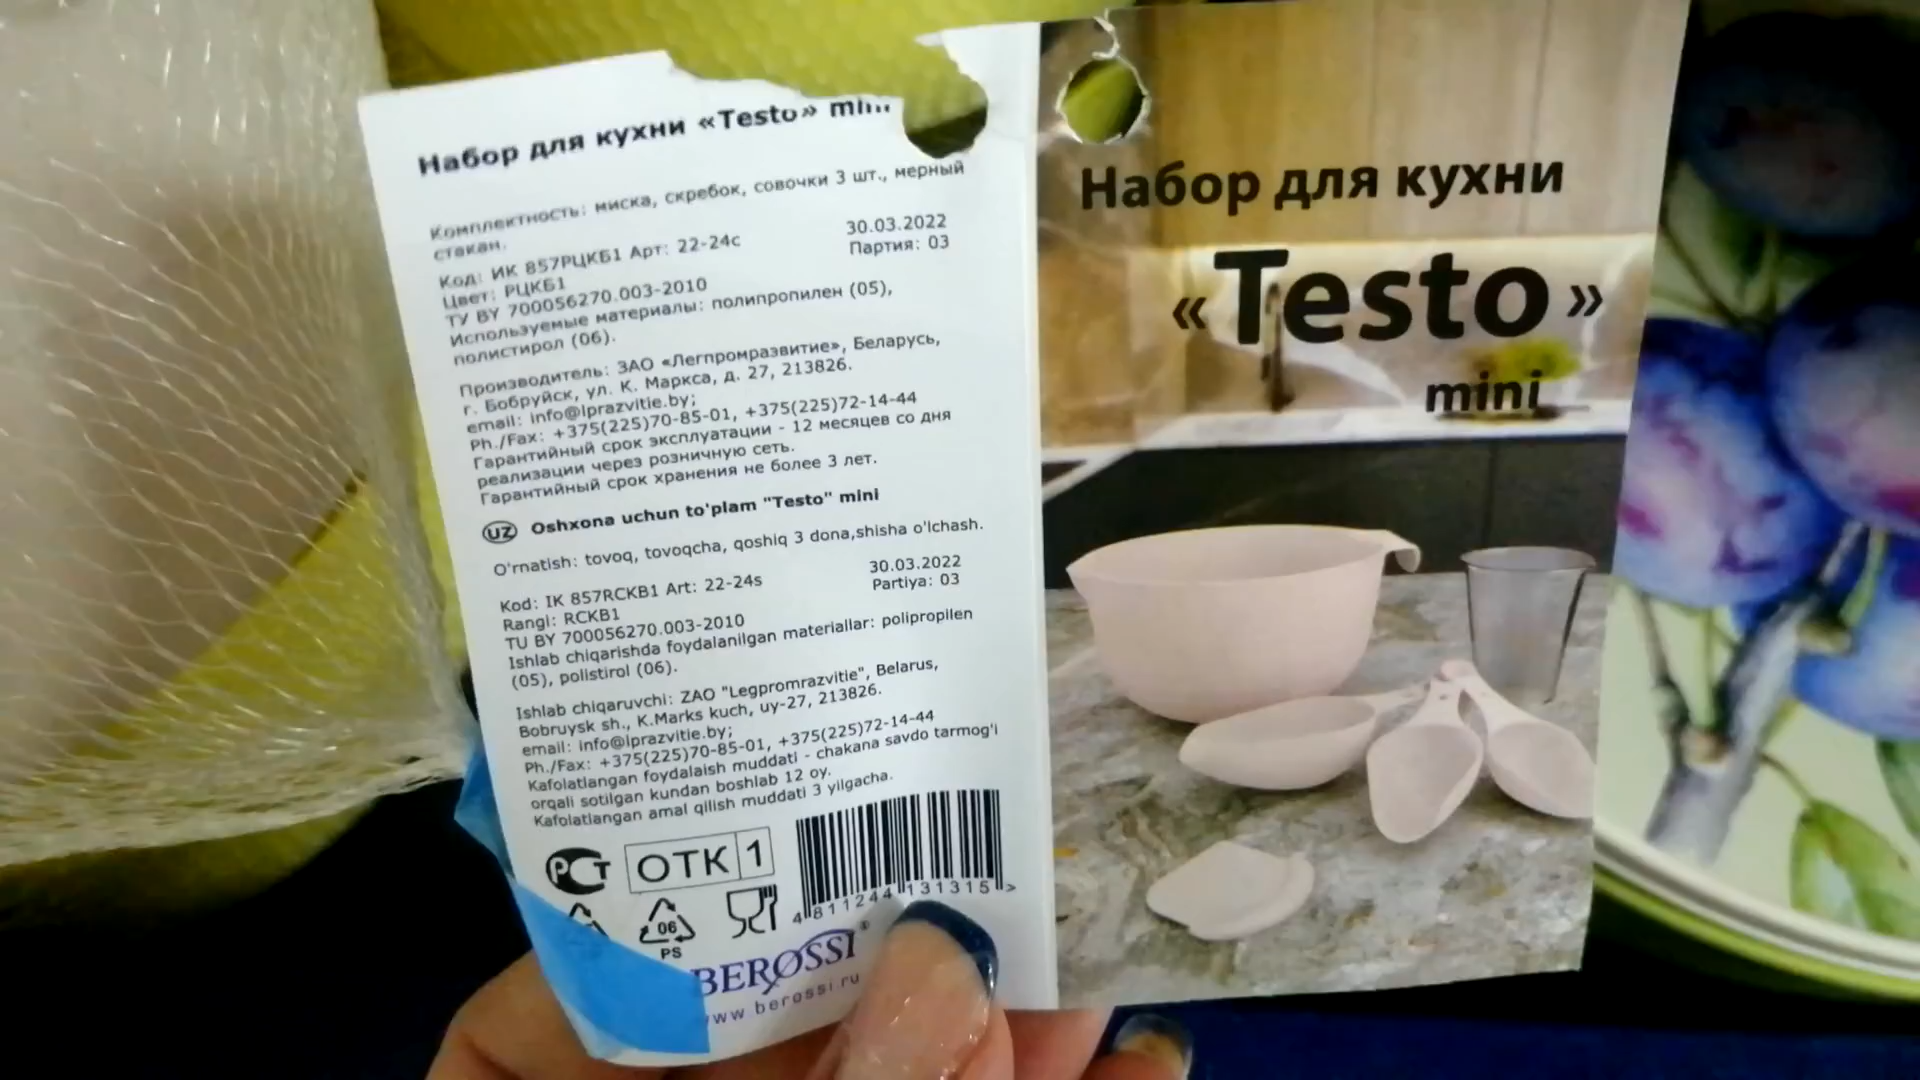 Набор для кухни «Testo» mini
Комплектность: миска, скребок, совочки 3 шт., мерный
стакан.
Код: ИК 857РЦКБ1 Арт: 22-24с
30.03.2022
Цвет: РЦКБ1
Партия: 03
ТУ BY 700056270.003-2010
Используемые материалы: полипропилен (05),
полистирол (06).
Производитель: ЗАО «Легпромразвитие», Беларусь,
г. Бобруйск, ул. К. Маркса, д. 27, 213826.
email: info@lprazvitie.by;
Ph./Fax: +375(225)70-85-01, +375(225)72-14-44
Гарантийный срок эксплуатации - 12 месяцев со дня
реализации через розничную сеть.
Гарантийный срок хранения не более 3 лет.
UZ Oshxona uchun to'plam "Testo" mini
O'rnatish: tovoq, tovoqcha, qoshiq 3 dona,shisha o'lchash.
Kod: IK 857RCKB1 Art: 22-24s
30.03.2022
Rangi: RCKB1
Partiya: 03
TU BY 700056270.003-2010
Ishlab chiqarishda foydalanilgan materiallar: polipropilen
(05), polistirol (06).
Ishlab chiqaruvchi: ZAO "Legpromrazvitie", Belarus,
Bobruysk sh., K.Marks kuch, uy-27, 213826.
email: info@lprazvitie.by;
Ph./Fax: +375(225)70-85-01, +375(225)72-14-44
Kafolatlangan foydalaish muddati - chakana savdo tarmog'i
orqali sotilgan kundan boshlab 12 oy.
Kafolatlangan amal qilish muddati 3 yilgacha.
РСТ ОТК 1
4 811244 131315 >
06
PS
BEROSSI®
www.berossi.ru
Набор для кухни
«Testo»
mini